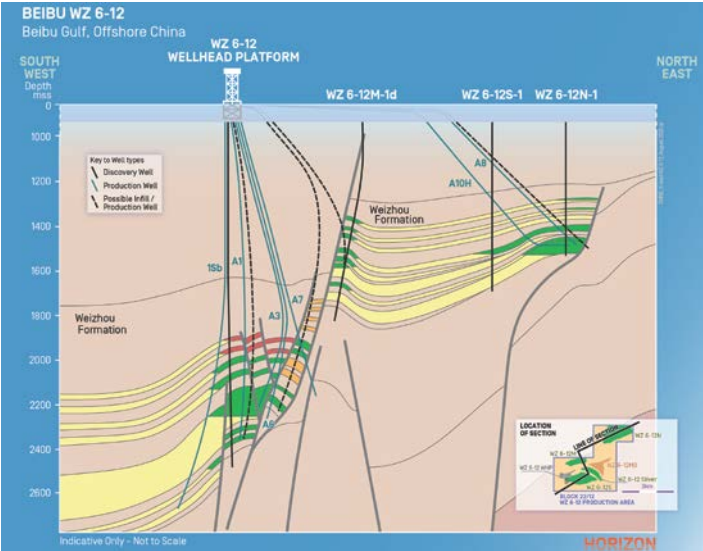 BEIBU WZ 6-12
Beibu Gulf, Offshore China
WZ 6-12
WELLHEAD PLATFORM
SOUTH
WEST
NORTH
EAST
Depth
mss
WZ 6-12M-1d
WZ 6-12S-1
WZ 6-12N-1
0
1000
1200
1400
1600
1800
2000
2200
2400
2600
Key to Well types
Discovery Well
Production Well
Possible Infill /
Production Well
A8
A10H
Weizhou
Formation
1Sb
A1
A7
A3
Weizhou
Formation
A6
LOCATION
OF SECTION
LINE OF SECTION
WZ 6-12N
WZ 6-12M
WZ 6-12 WHP
WZ 6-12S
BLOCK 22/12
WZ 6-12 PRODUCTION AREA
Indicative Only - Not to Scale
HORIZON